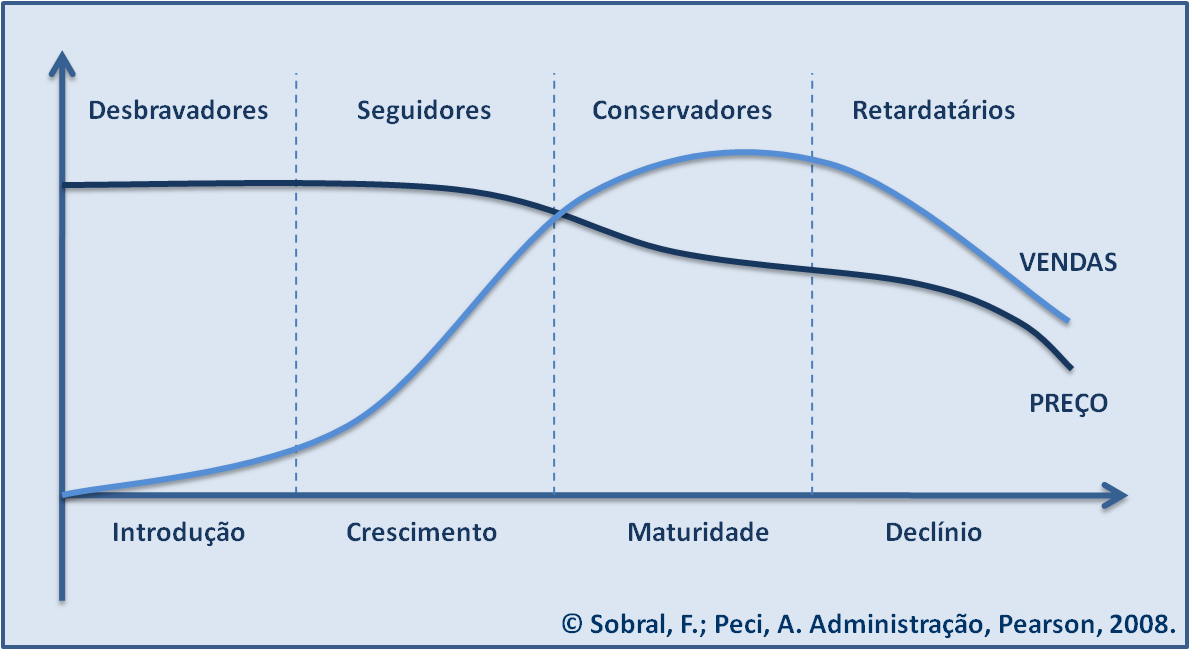 Desbravadores
Seguidores
Conservadores
Retardatários
VENDAS
PREÇO
Introdução
Crescimento
Maturidade
Declínio
© Sobral, F.; Peci, A. Administração, Pearson, 2008.